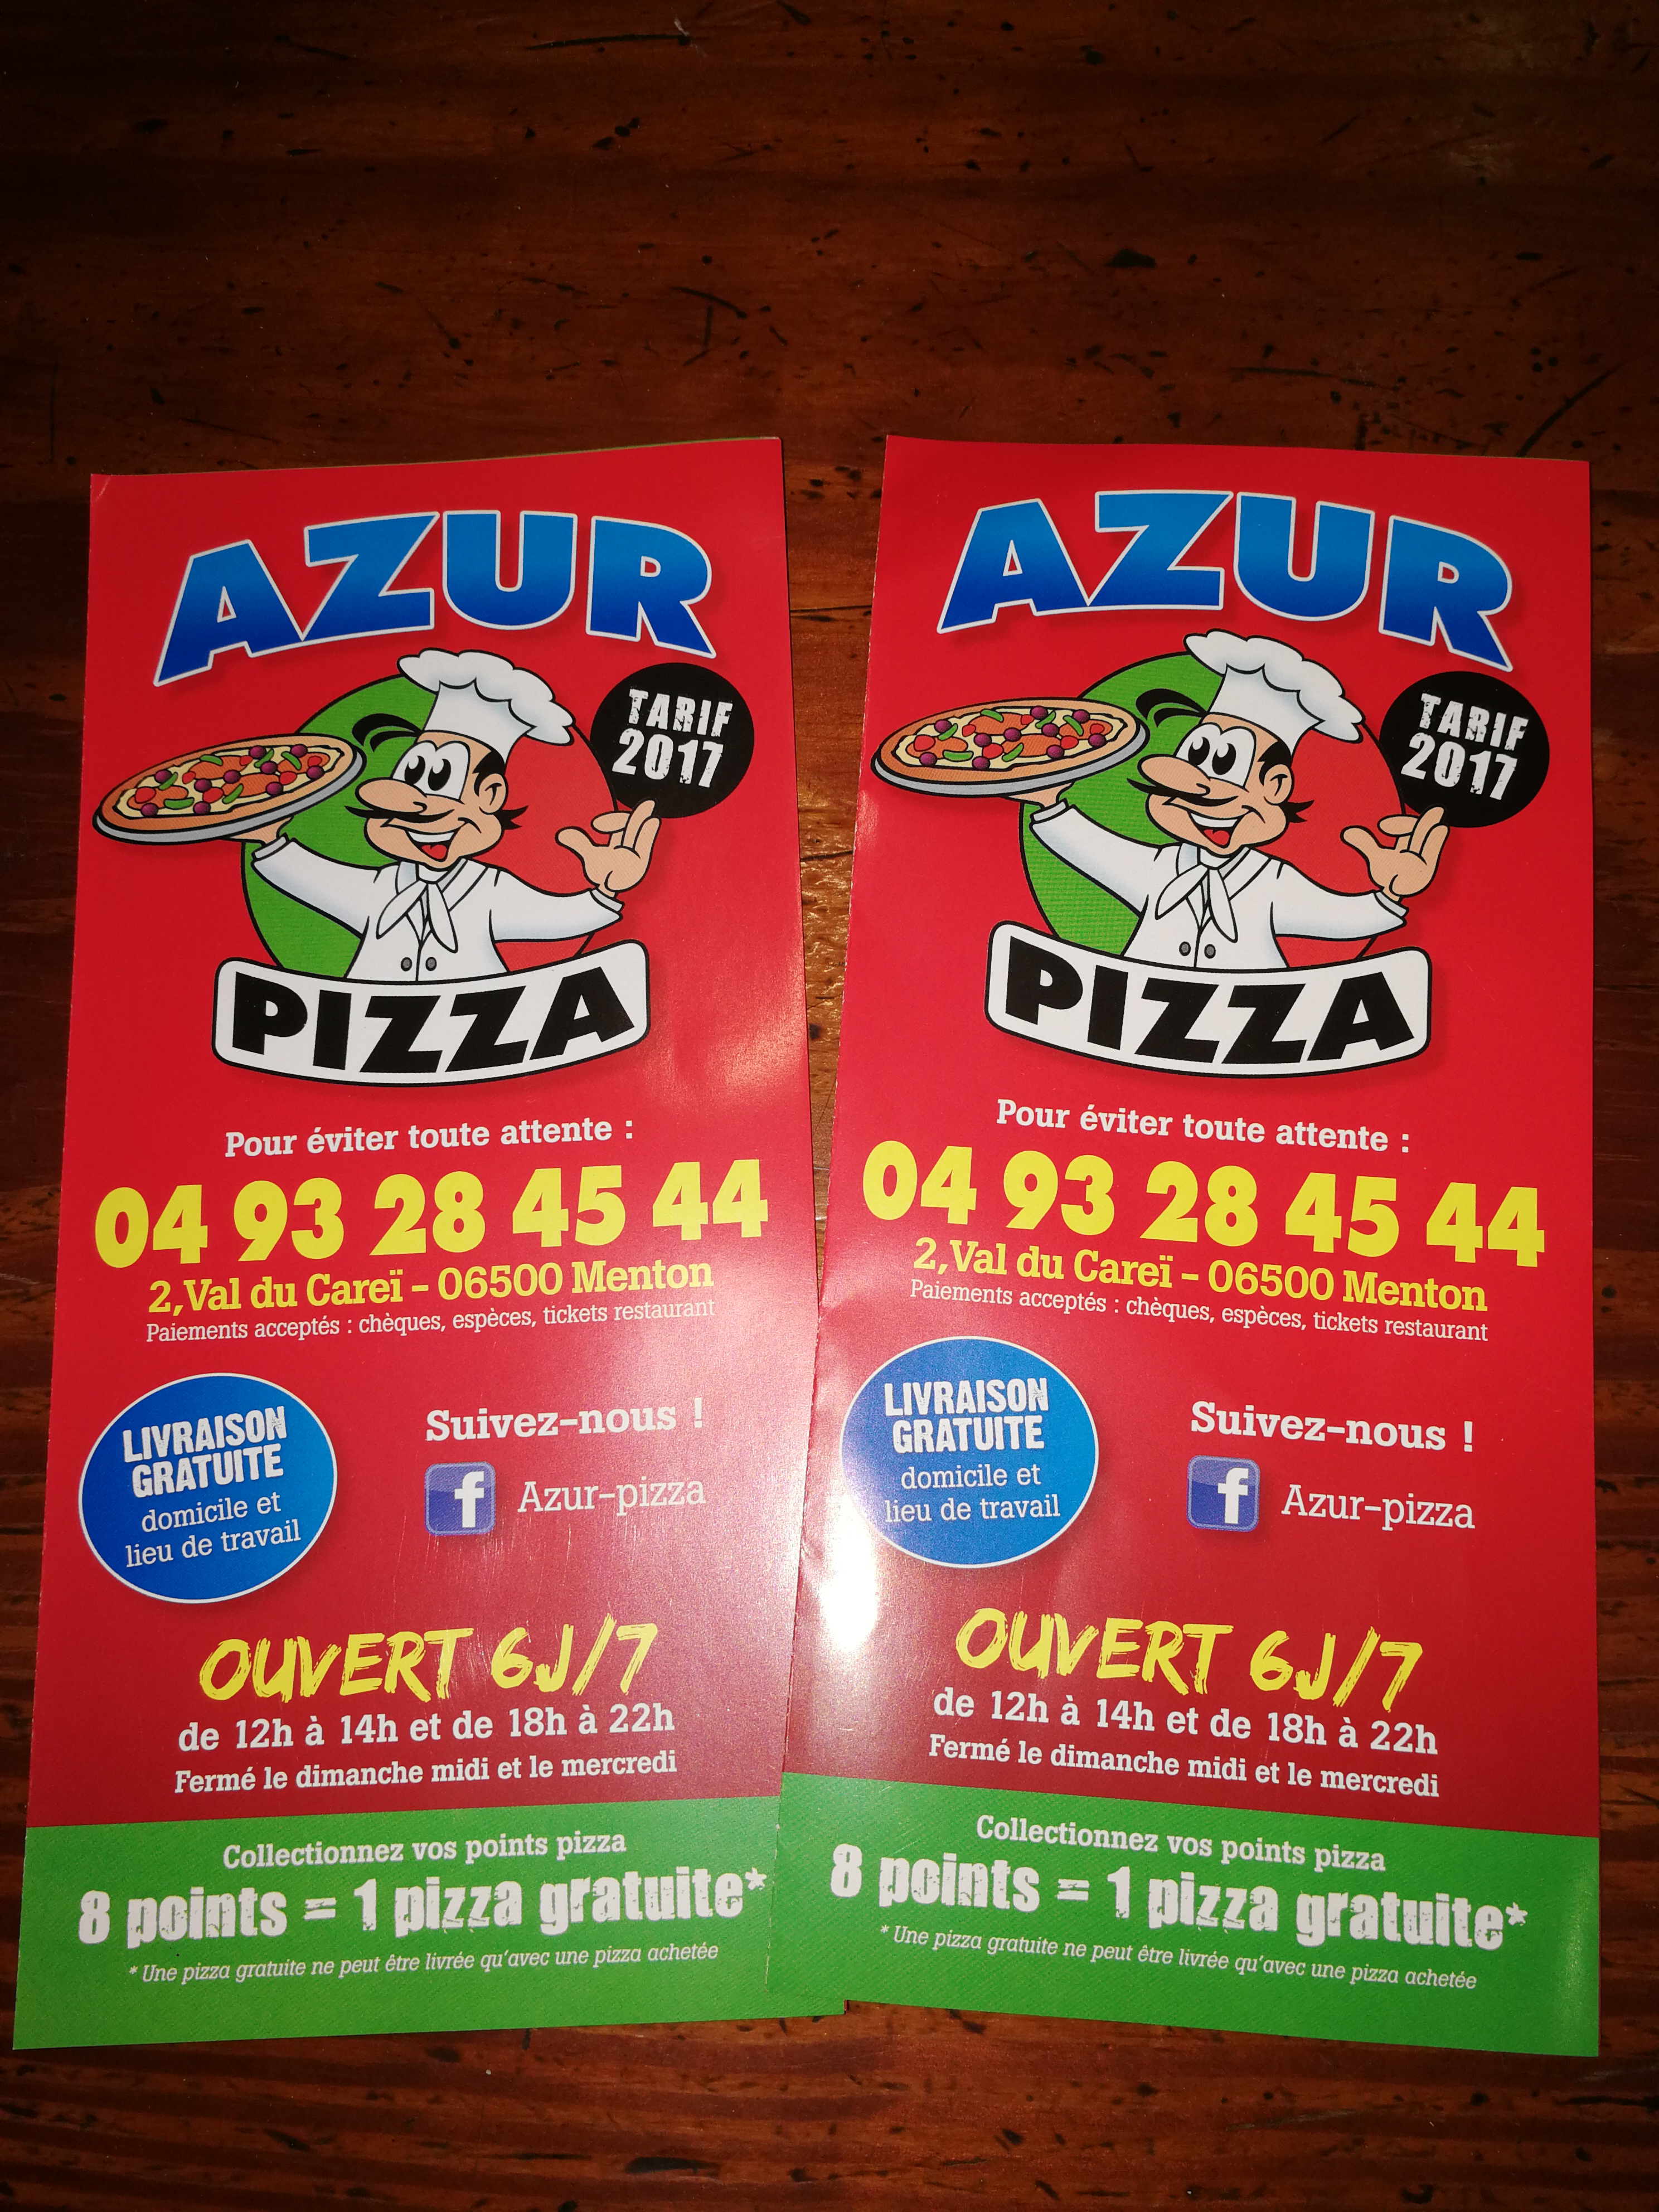 AZUR
TARIF
2017
PIZZA
Pour éviter toute attente :
04 93 28 45 44
2, Val du Careï - 06500 Menton
Paiements acceptés : chèques, espèces, tickets restaurant
LIVRAISON
GRATUITE
domicile et
lieu de travail
Suivez-nous !
f Azur-pizza
OUVERT 6J/7
de 12h à 14h et de 18h à 22h
Fermé le dimanche midi et le mercredi
Collectionnez vos points pizza
8 points = 1 pizza gratuite*
* Une pizza gratuite ne peut être livrée qu'avec une pizza achetée
AZUR
TARIF
2017
PIZZA
Pour éviter toute attente :
04 93 28 45 44
2, Val du Careï - 06500 Menton
Paiements acceptés : chèques, espèces, tickets restaurant
LIVRAISON
GRATUITE
domicile et
lieu de travail
Suivez-nous !
f Azur-pizza
OUVERT 6J/7
de 12h à 14h et de 18h à 22h
Fermé le dimanche midi et le mercredi
Collectionnez vos points pizza
8 points = 1 pizza gratuite*
* Une pizza gratuite ne peut être livrée qu'avec une pizza achetée